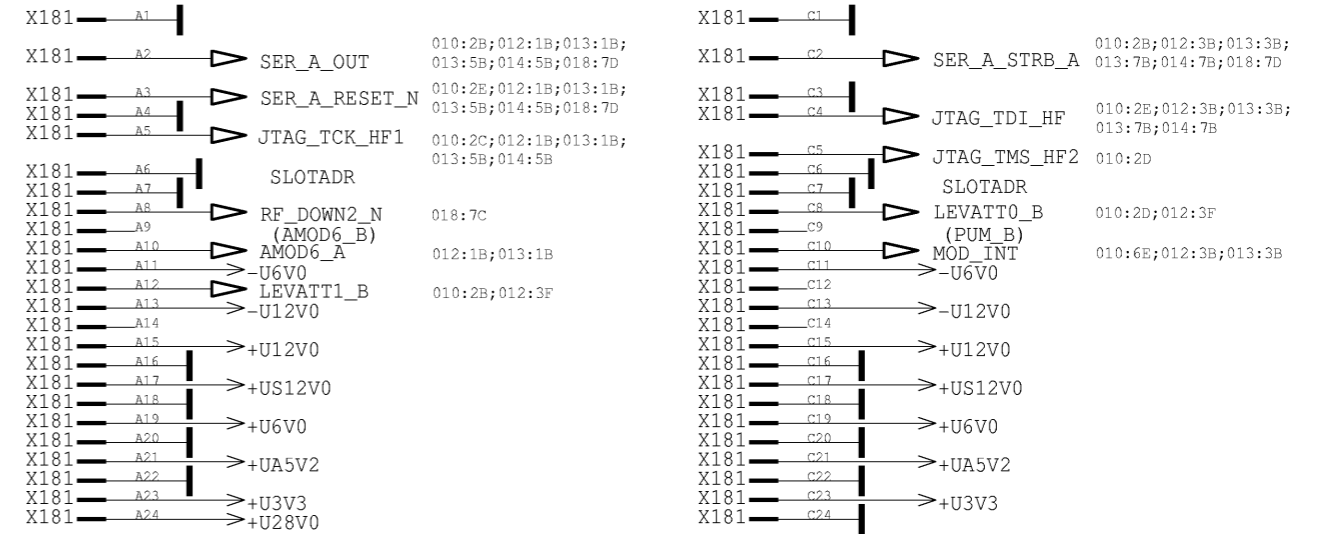 X181 A1
X181 A2 SER_A_OUT 010:2B;012:1B;013:1B;
013:5B;014:5B;018:7D
X181 A3 SER_A_RESET_N 010:2E;012:1B;013:1B;
X181 A4 013:5B;014:5B;018:7D
X181 A5 JTAG_TCK_HF1 010:2C;012:1B;013:1B;
013:5B;014:5B
X181 A6 SLOTADR
X181 A7
X181 A8 RF_DOWN2_N 018:7C
X181 A9 (AMOD6_B)
X181 A10 AMOD6_A 012:1B;013:1B
X181 A11 -U6V0
X181 A12 LEVATT1_B 010:2B;012:3F
X181 A13 -U12V0
X181 A14
X181 A15 +U12V0
X181 A16
X181 A17 +US12V0
X181 A18
X181 A19 +U6V0
X181 A20
X181 A21 +UA5V2
X181 A22
X181 A23 +U3V3
X181 A24 +U28V0
X181 C1
X181 C2 SER_A_STRB_A 010:2B;012:3B;013:3B;
013:7B;014:7B;018:7D
X181 C3
X181 C4 JTAG_TDI_HF 010:2E;012:3B;013:3B;
013:7B;014:7B
X181 C5 JTAG_TMS_HF2 010:2D
X181 C6
X181 C7 SLOTADR
X181 C8 LEVATT0_B 010:2D;012:3F
X181 C9 (PUM_B)
X181 C10 MOD_INT 010:6E;012:3B;013:3B
X181 C11 -U6V0
X181 C12
X181 C13 -U12V0
X181 C14
X181 C15 +U12V0
X181 C16
X181 C17 +US12V0
X181 C18
X181 C19 +U6V0
X181 C20
X181 C21 +UA5V2
X181 C22
X181 C23 +U3V3
X181 C24